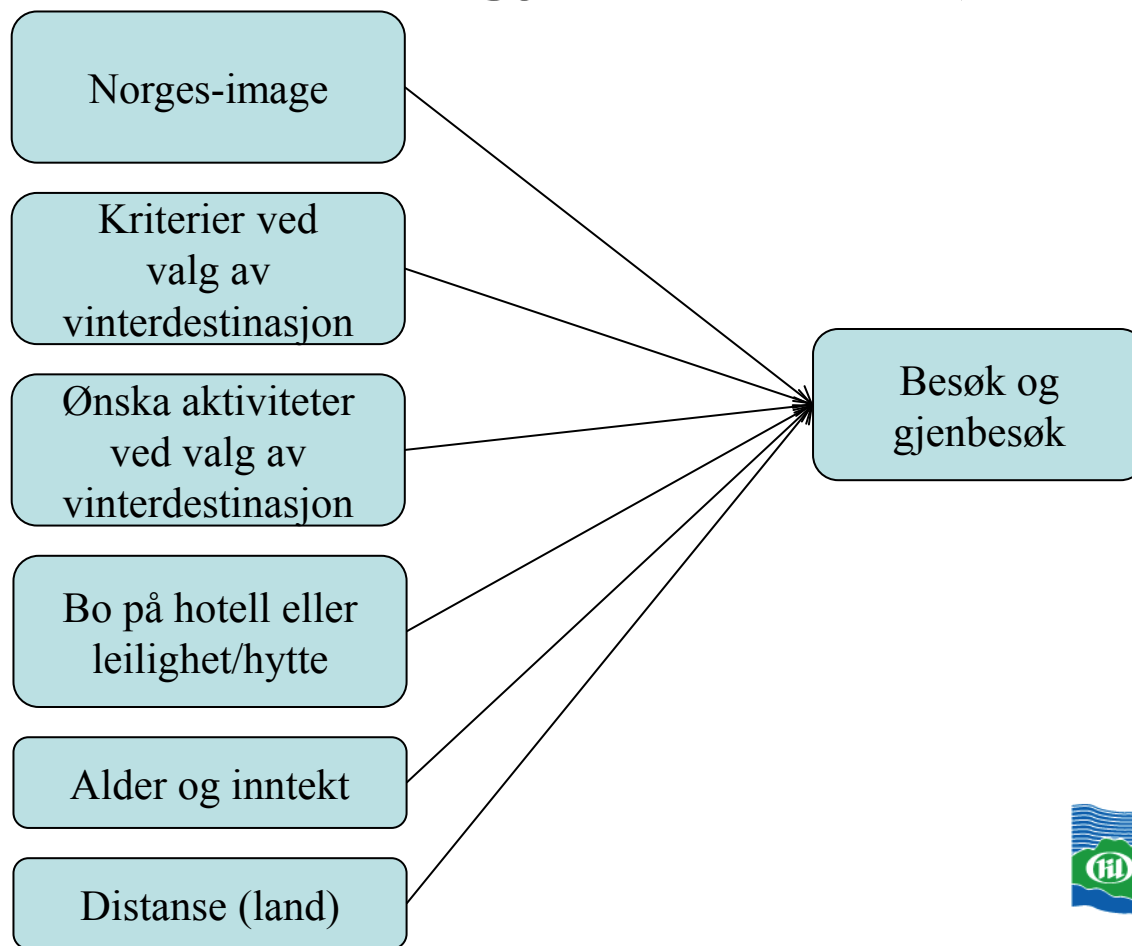 Norges-image
Kriterier ved
valg av
vinterdestinasjon
Ønska aktiviteter
ved valg av
vinterdestinasjon
Bo på hotell eller
leilighet/hytte
Alder og inntekt
Distanse (land)
Besøk og
gjenbesøk
hil